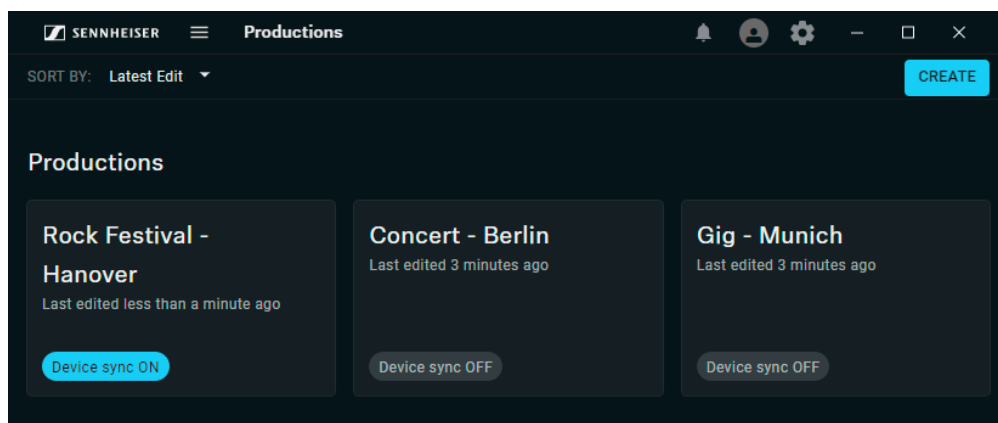 SENNHEISER Productions
SORT BY: Latest Edit CREATE
Productions
Rock Festival -
Hanover
Last edited less than a minute ago
Device sync ON
Concert - Berlin
Last edited 3 minutes ago
Device sync OFF
Gig - Munich
Last edited 3 minutes ago
Device sync OFF